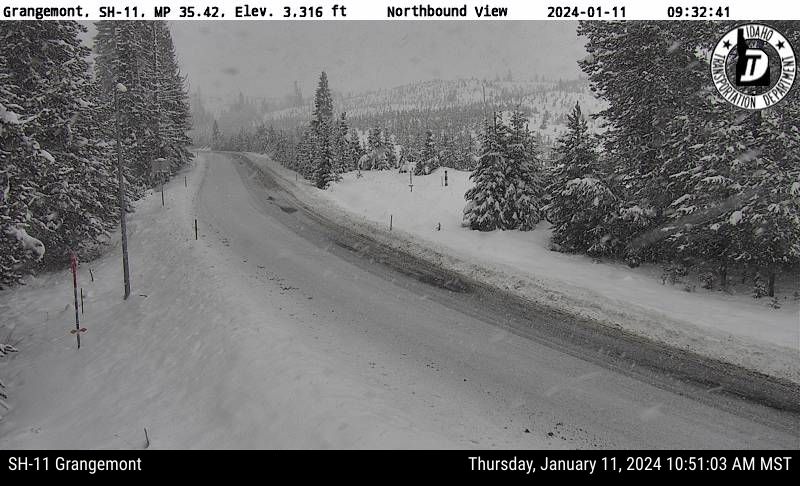 Grangemont, SH-11, MP 35.42, Elev. 3,316 ft Northbound View 2024-01-11 09:32:41
IDAHO
TRANSPORTATION DEPARTMENT
SH-11 Grangemont Thursday, January 11, 2024 10:51:03 AM MST